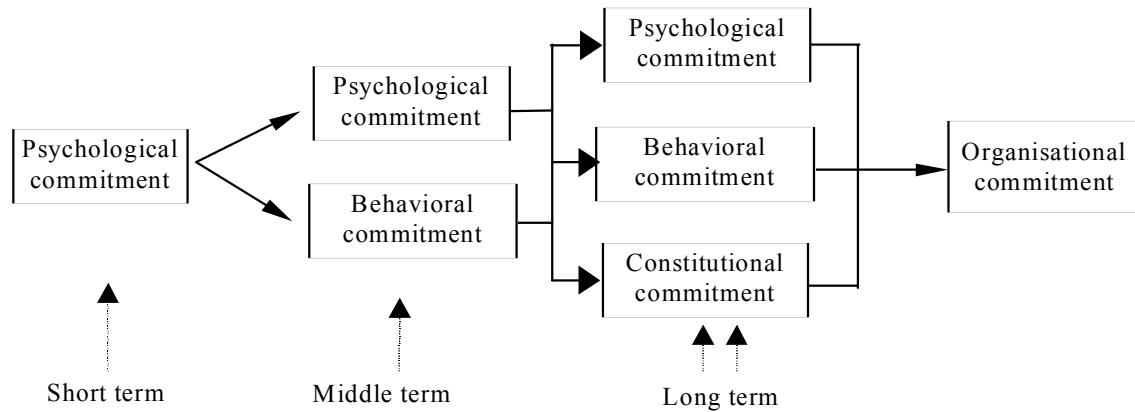 Psychological
commitment
Psychological
commitment
Behavioral
commitment
Psychological
commitment
Behavioral
commitment
Constitutional
commitment
Organisational
commitment
Short term
Middle term
Long term